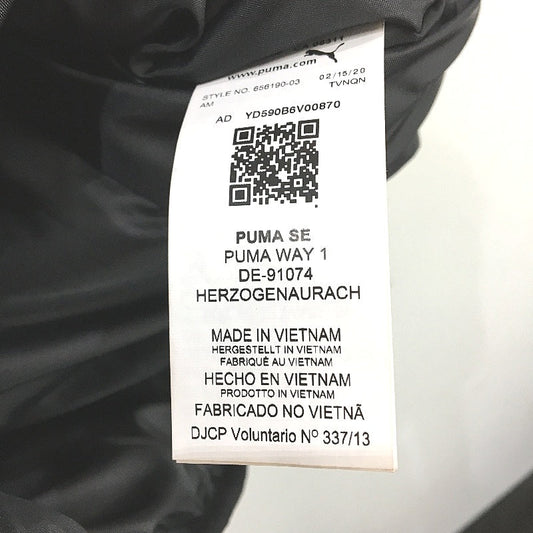 www.puma.com
STYLE NO. 656190-03 02/15/20
AM TVNQN
AD YD590B6V00870
PUMA SE
PUMA WAY 1
DE-91074
HERZOGENAURACH
MADE IN VIETNAM
HERGESTELLT IN VIETNAM
FABRIQUÉ AU VIETNAM
HECHO EN VIETNAM
PRODOTTO IN VIETNAM
FABRICADO NO VIETNÃ
DJCP Voluntario Nº 337/13